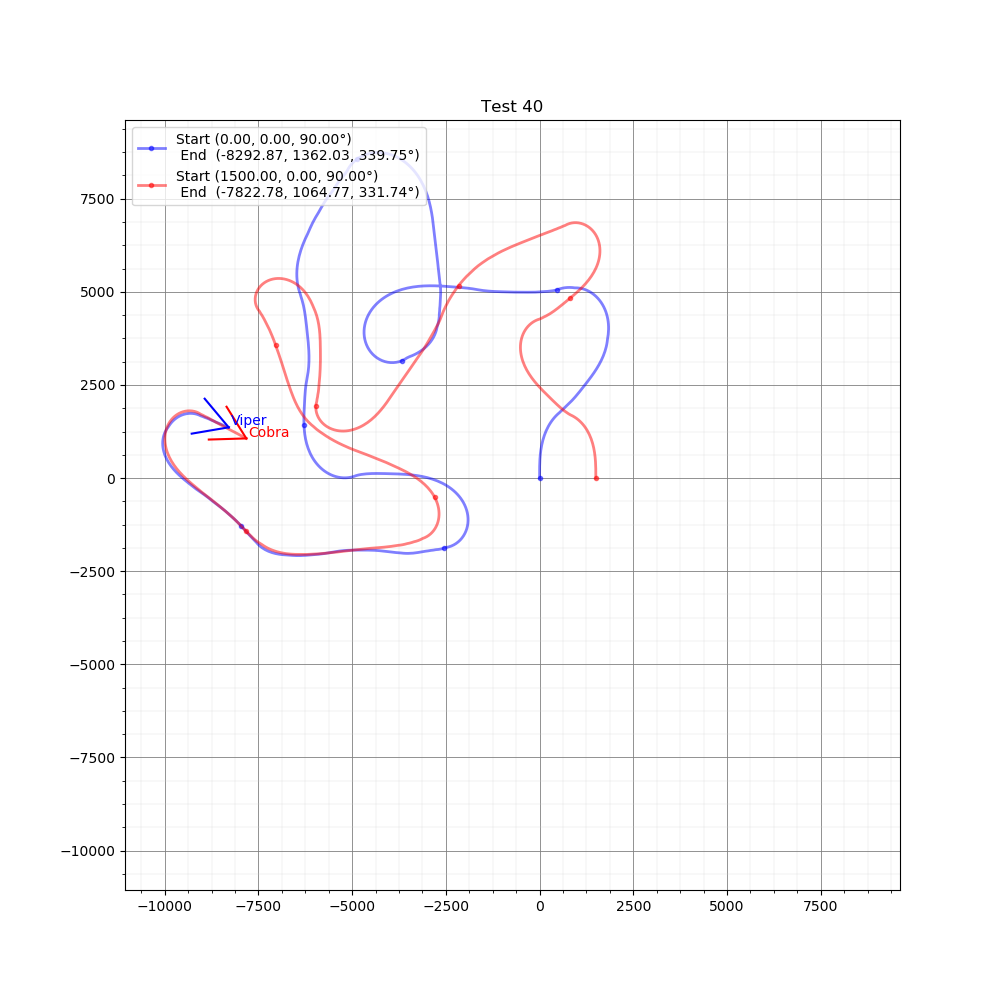 Test 40
Start (0.00, 0.00, 90.00°)
End (-8292.87, 1362.03, 339.75°)
Start (1500.00, 0.00, 90.00°)
End (-7822.78, 1064.77, 331.74°)
7500
5000
2500
0
−2500
−5000
−7500
−10000
Viper
Cobra
−10000 −7500 −5000 −2500 0 2500 5000 7500